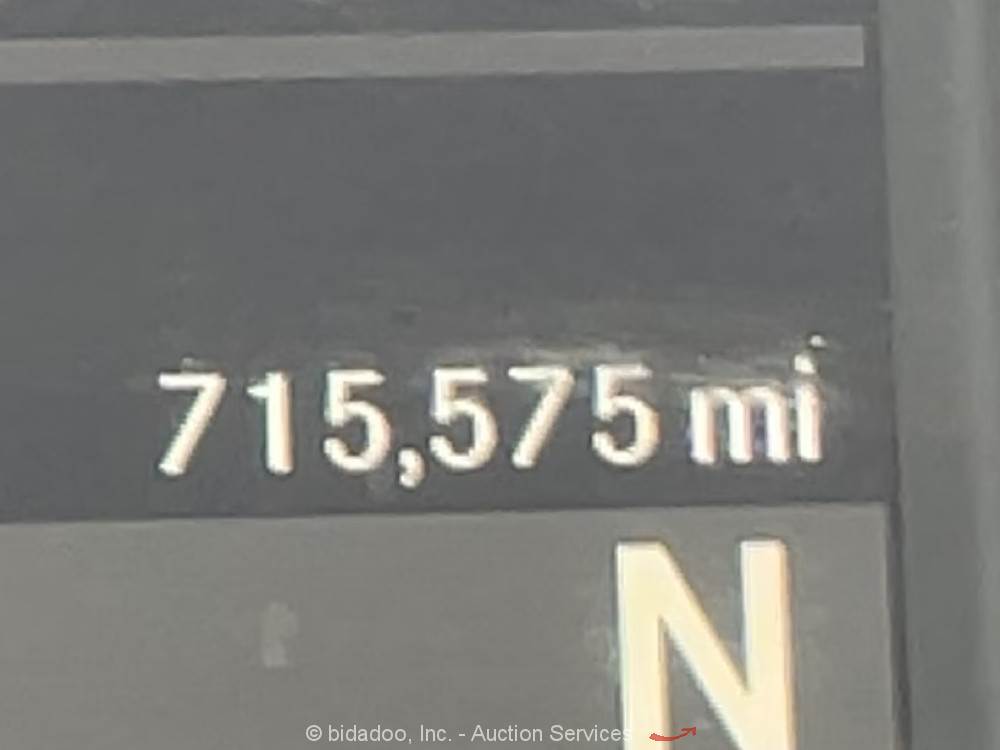 715,575 mi
N
© bidadoo, Inc. - Auction Services